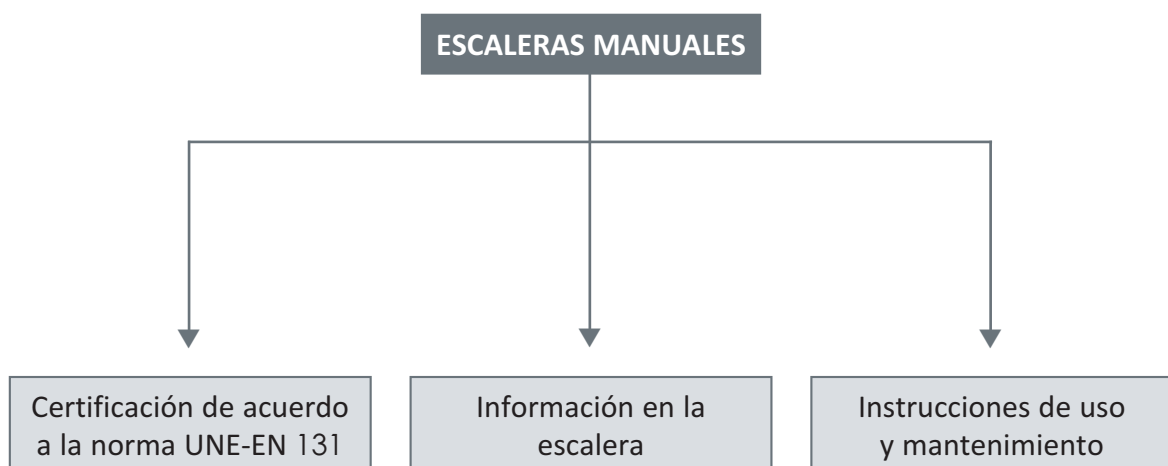 ESCALERAS MANUALES
Certificación de acuerdo
a la norma UNE-EN 131
Información en la
escalera
Instrucciones de uso
y mantenimiento